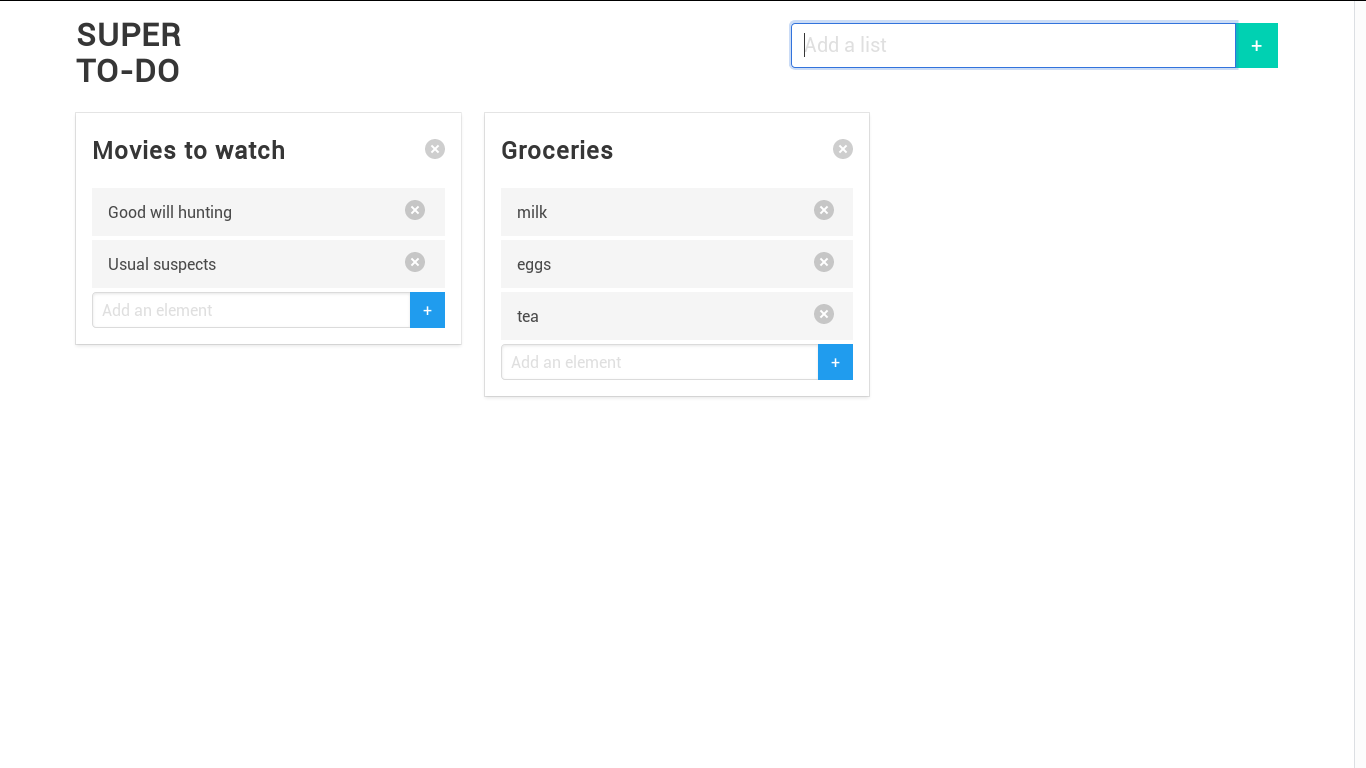 SUPER
TO-DO
Add a list
+
Movies to watch
Good will hunting
Usual suspects
Add an element
+
Groceries
milk
eggs
tea
Add an element
+